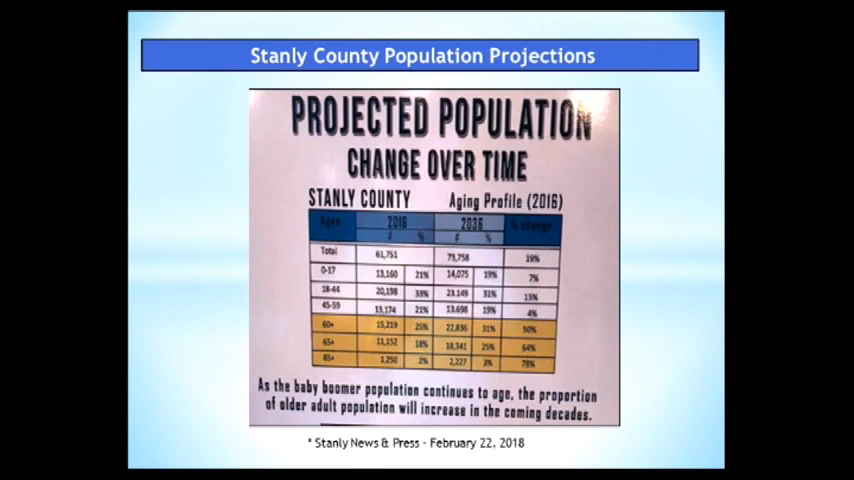 Stanly County Population Projections
PROJECTED POPULATION
CHANGE OVER TIME
STANLY COUNTY Aging Profile (2016)
Ages 2016 2036 % change
# % # %
Total 61,751 73,758 19%
0-17 13,160 21% 14,075 19% 7%
18-44 20,198 33% 23,149 31% 15%
45-59 13,174 21% 13,698 19% 4%
60+ 15,219 25% 22,836 31% 50%
65+ 11,152 18% 18,341 25% 64%
85+ 1,250 2% 2,227 3% 78%
As the baby boomer population continues to age, the proportion
of older adult population will increase in the coming decades.
* Stanly News & Press - February 22, 2018